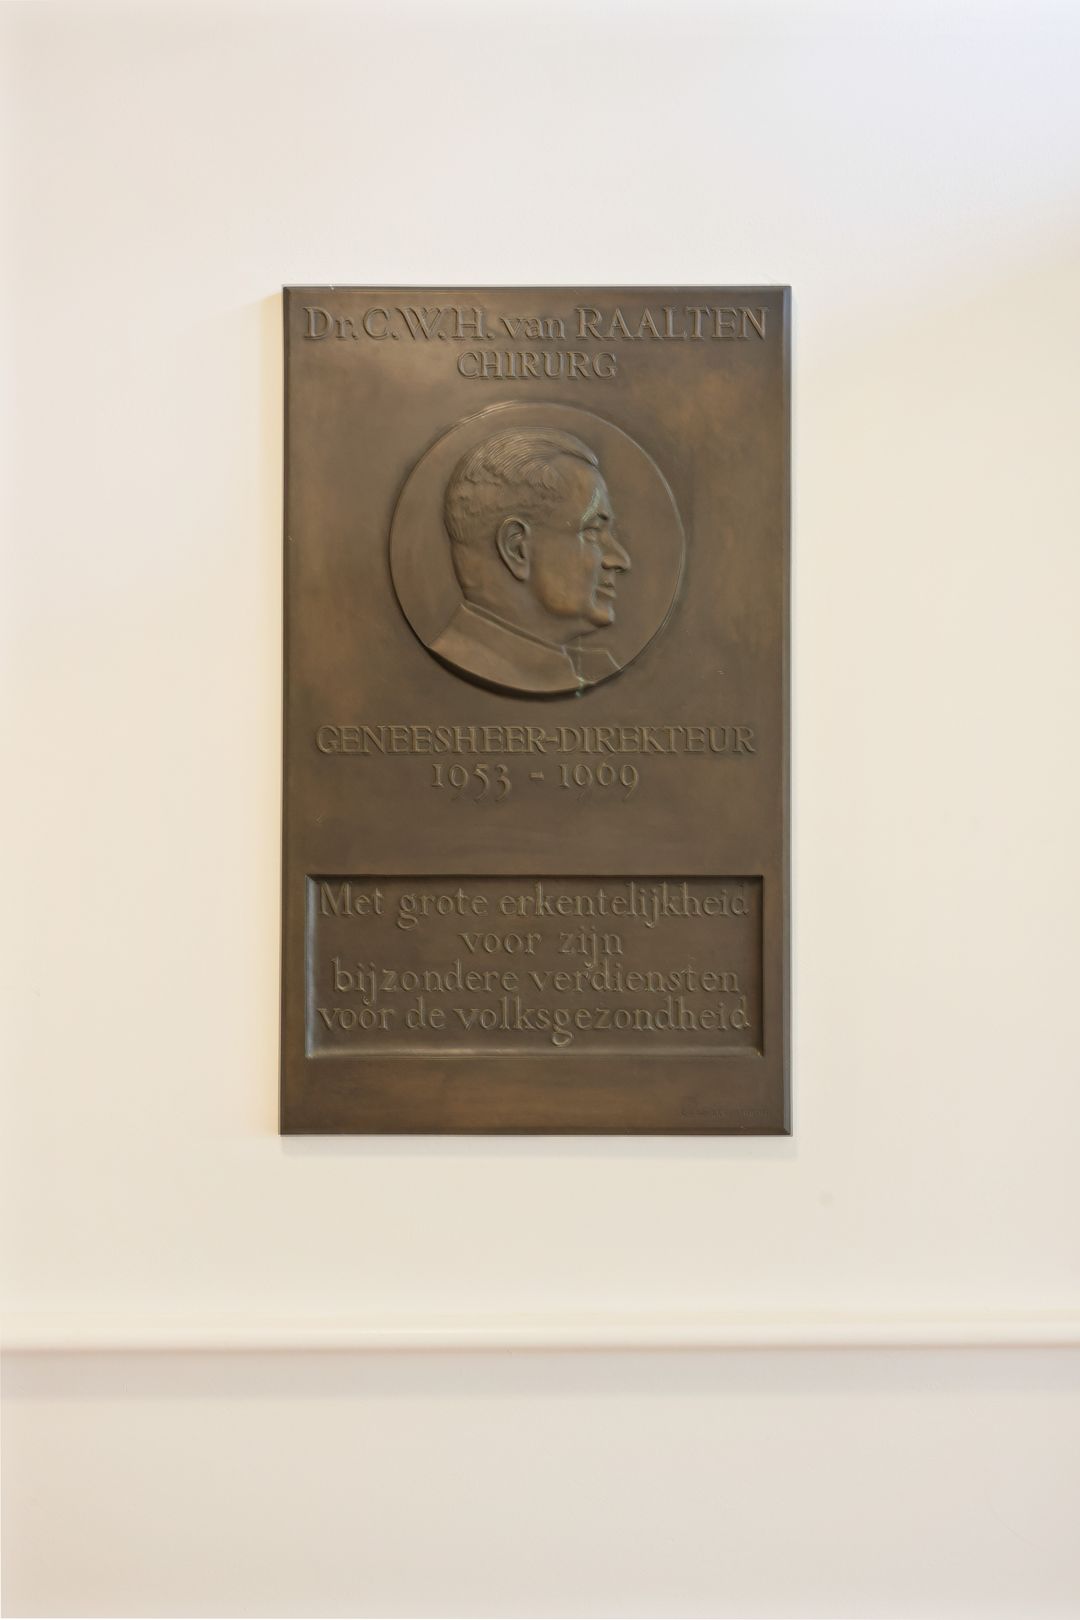 Dr. C.W.H. van RAALTEN
CHIRURG
GENEESHEER-DIREKTEUR
1953 - 1969
Met grote erkentelijkheid
voor zijn
bijzondere verdiensten
voor de volksgezondheid